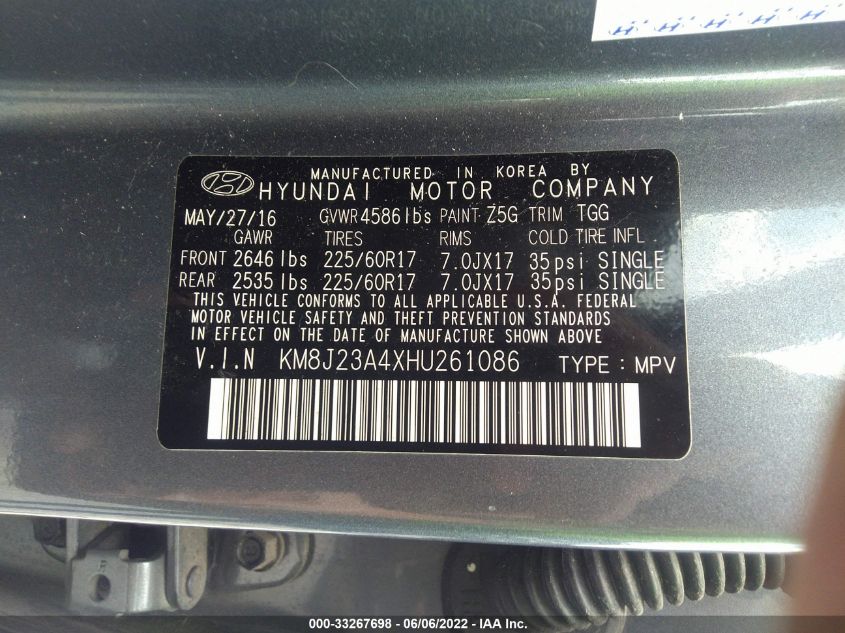 MANUFACTURED IN KOREA BY
HYUNDAI MOTOR COMPANY
MAY/27/16 GVWR 4586 lbs PAINT Z5G TRIM TGG
GAWR TIRES RIMS COLD TIRE INFL
FRONT 2646 lbs 225/60R17 7.0JX17 35psi SINGLE
REAR 2535 lbs 225/60R17 7.0JX17 35psi SINGLE
THIS VEHICLE CONFORMS TO ALL APPLICABLE U.S.A. FEDERAL
MOTOR VEHICLE SAFETY AND THEFT PREVENTION STANDARDS
IN EFFECT ON THE DATE OF MANUFACTURE SHOWN ABOVE
V.I.N KM8J23A4XHU261086 TYPE : MPV
000-33267698 - 06/06/2022 - © IAA Inc.